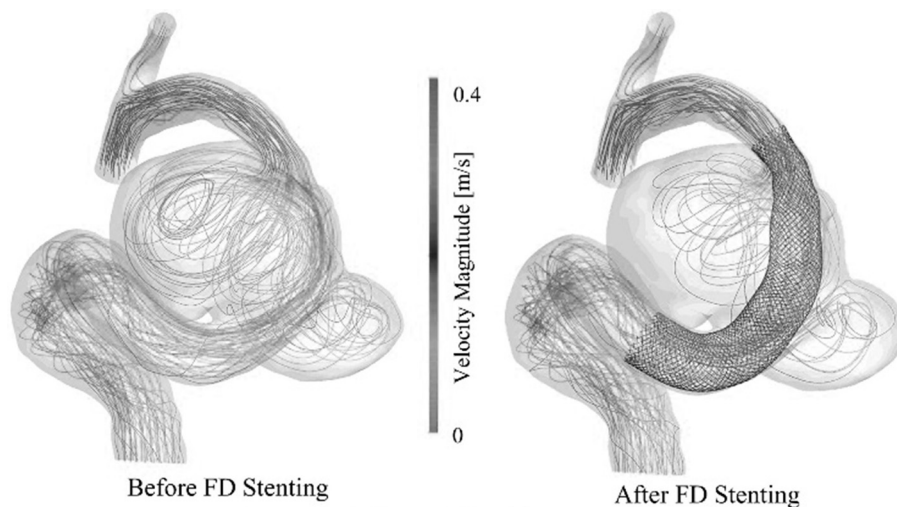 0.4
Velocity Magnitude [m/s]
0
Before FD Stenting
After FD Stenting